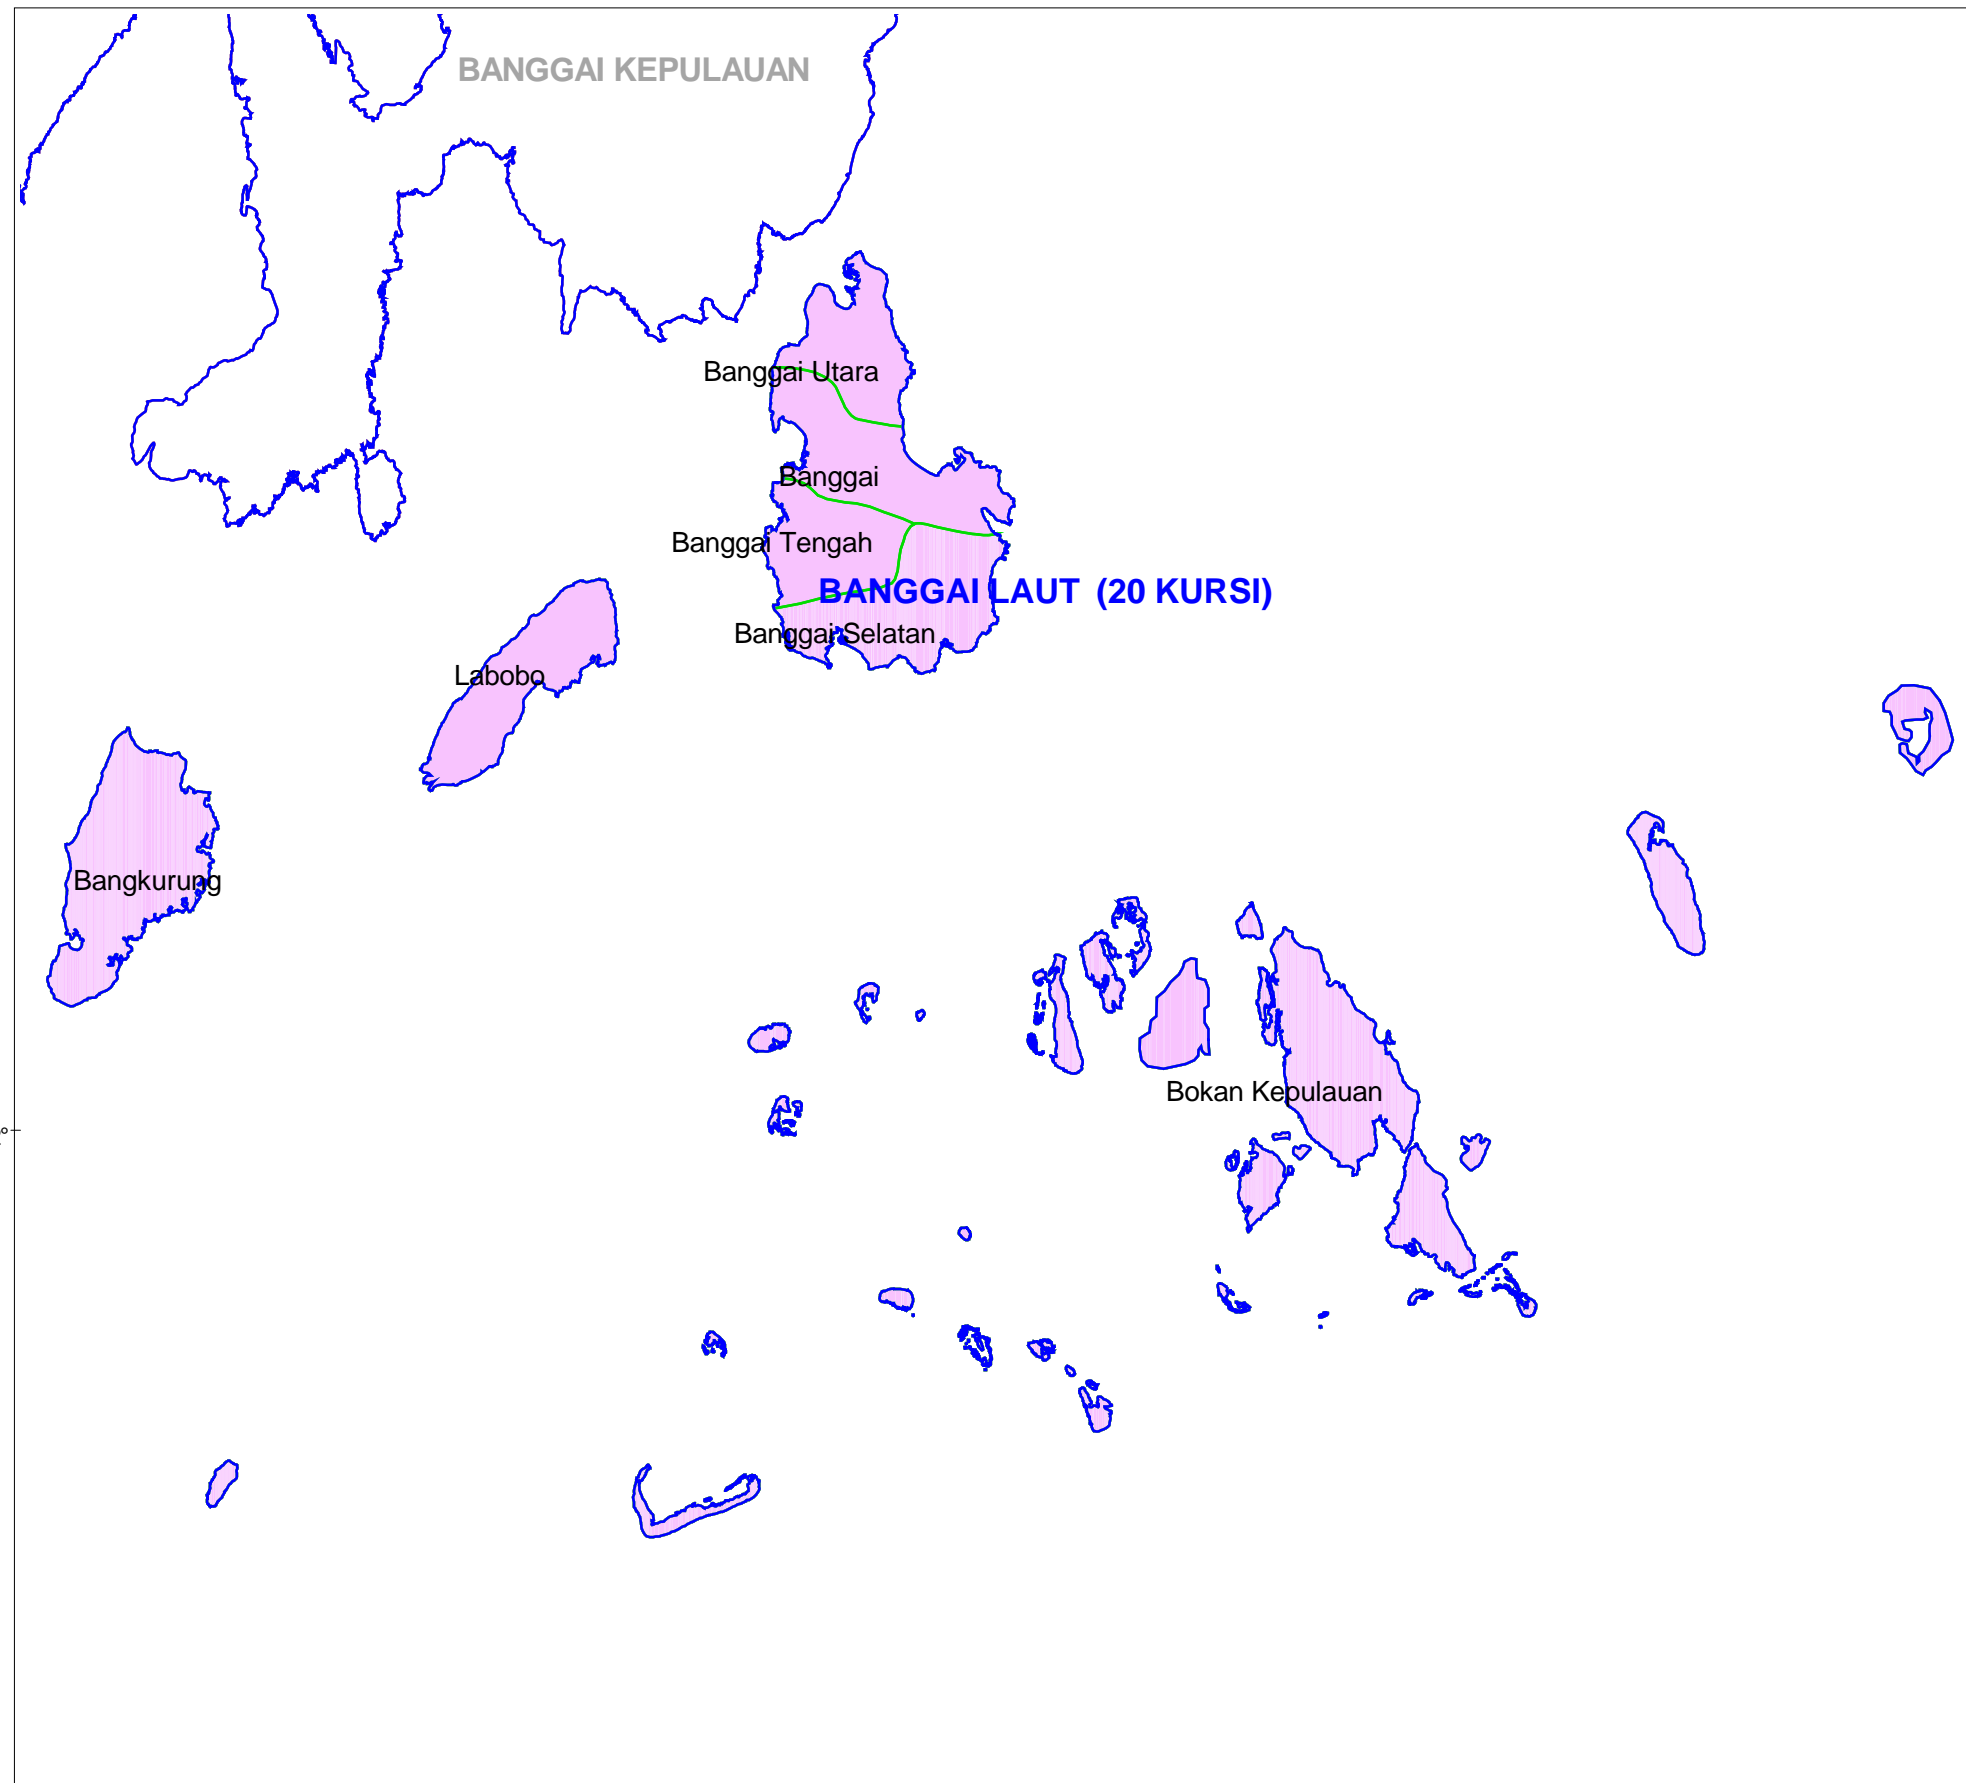 BANGGAI KEPULAUAN
Banggai Utara
Banggai
Banggai Tengah
BANGGAI LAUT (20 KURSI)
Banggai Selatan
Labobo
Bangkurung
Bokan Kepulauan